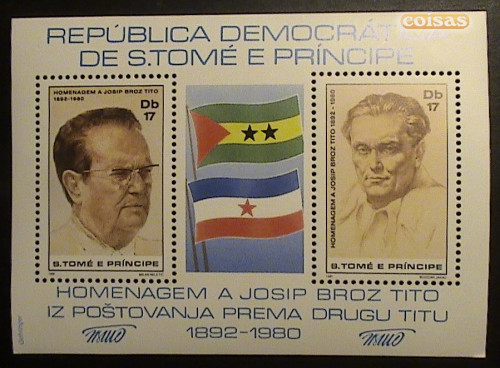 coisas
REPÚBLICA DEMOCRÁTICA
DE S.TOMÉ E PRÍNCIPE
HOMENAGEM A JOSIP BROZ TITO
1892-1980
Db
17
S.TOMÉ E PRÍNCIPE
HOMENAGEM A JOSIP BROZ TITO 1892-1980
Db
17
S.TOMÉ E PRÍNCIPE
HOMENAGEM A JOSIP BROZ TITO
IZ POŠTOVANJA PREMA DRUGU TITU
1892-1980